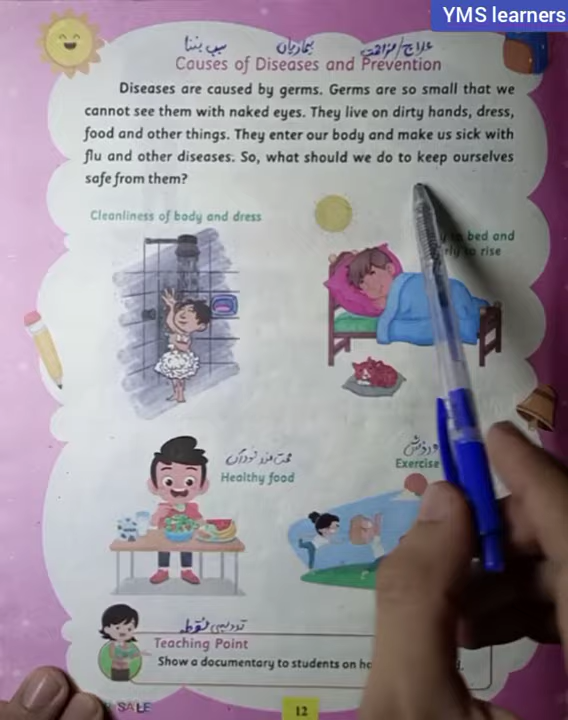 YMS learners
سبب بننا بیماریاں علاج/مزاحمت
Causes of Diseases and Prevention
Diseases are caused by germs. Germs are so small that we
cannot see them with naked eyes. They live on dirty hands, dress,
food and other things. They enter our body and make us sick with
flu and other diseases. So, what should we do to keep ourselves
safe from them?
Cleanliness of body and dress
bed and
rise
صحت مند خوراک
Healthy food
ورزش
Exercise
تدریسی نقطہ
Teaching Point
Show a documentary to students on
SALE
12